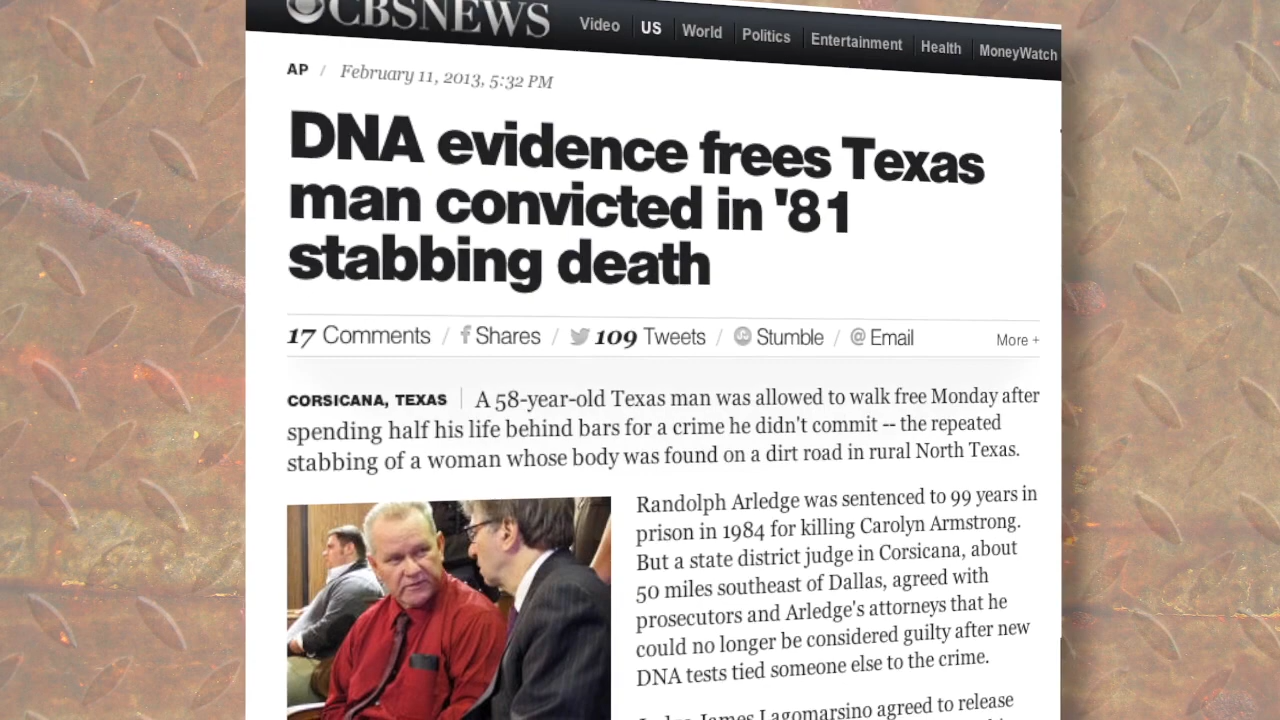 CBSNEWS
Video US World Politics Entertainment Health MoneyWatch
AP / February 11, 2013, 5:32 PM
DNA evidence frees Texas
man convicted in '81
stabbing death
17 Comments / f Shares / 109 Tweets / Stumble / @ Email More +
CORSICANA, TEXAS | A 58-year-old Texas man was allowed to walk free Monday after
spending half his life behind bars for a crime he didn't commit -- the repeated
stabbing of a woman whose body was found on a dirt road in rural North Texas.
Randolph Arledge was sentenced to 99 years in
prison in 1984 for killing Carolyn Armstrong.
But a state district judge in Corsicana, about
50 miles southeast of Dallas, agreed with
prosecutors and Arledge's attorneys that he
could no longer be considered guilty after new
DNA tests tied someone else to the crime.
James Lagomarsino agreed to release